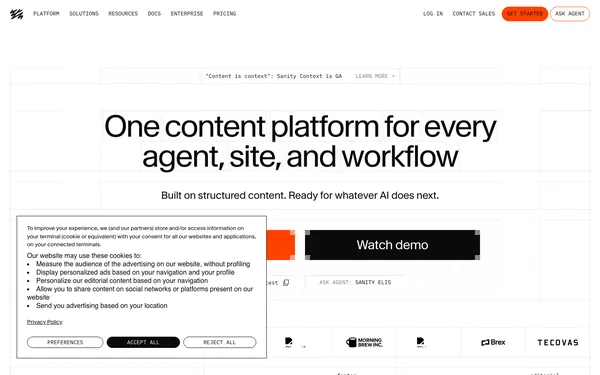 PLATFORM SOLUTIONS RESOURCES DOCS ENTERPRISE PRICING LOG IN CONTACT SALES GET STARTED ASK AGENT
"Content is context": Sanity Context is GA LEARN MORE →
One content platform for every
agent, site, and workflow
Built on structured content. Ready for whatever AI does next.
Watch demo
ASK AGENT: SANITY ELIS
To improve your experience, we (and our partners) store and/or access information on
your terminal (cookie or equivalent) with your consent for all our websites and applications,
on your connected terminals.
Our website may use these cookies to:
• Measure the audience of the advertising on our website, without profiling
• Display personalized ads based on your navigation and your profile
• Personalize our editorial content based on your navigation
• Allow you to share content on social networks or platforms present on our
website
• Send you advertising based on your location
Privacy Policy
PREFERENCES ACCEPT ALL REJECT ALL
MORNING
BREW INC.
Brex
TECOVAS